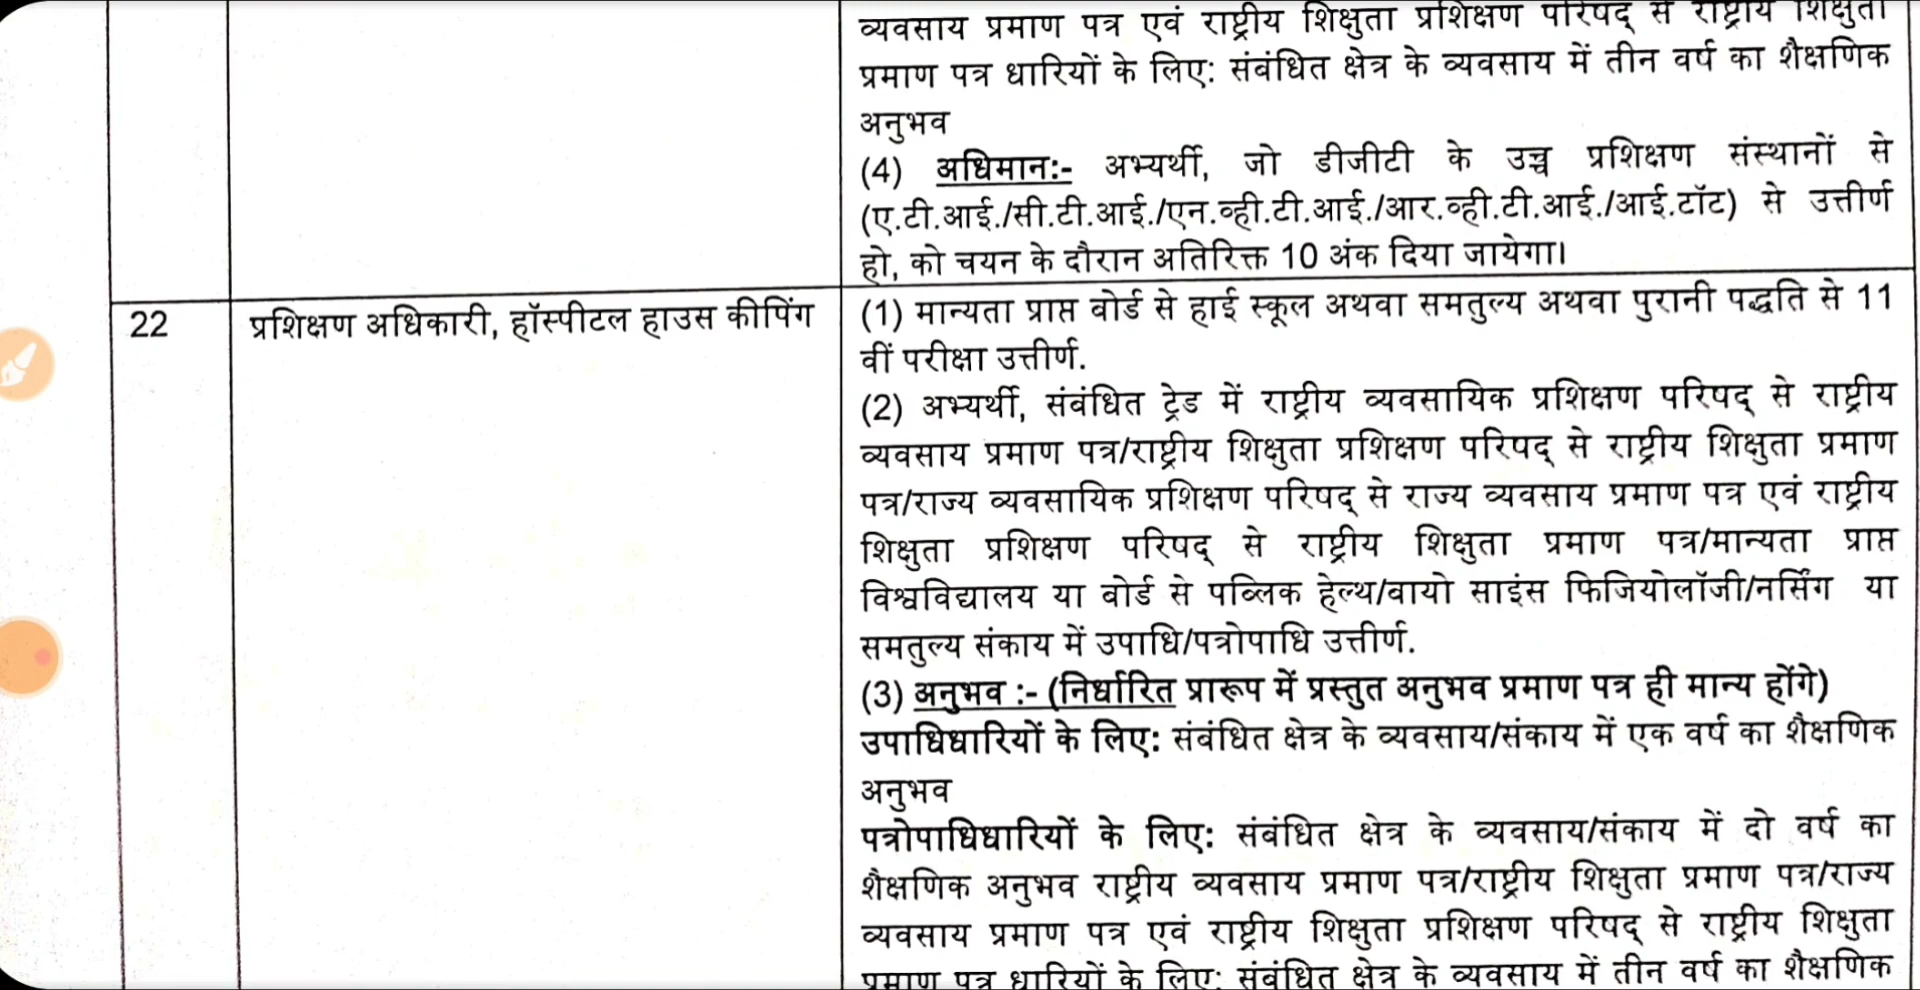 व्यवसाय प्रमाण पत्र एवं राष्ट्रीय शिक्षुता प्रशिक्षण परिषद् से राष्ट्रीय शिक्षुता
प्रमाण पत्र धारियों के लिए: संबंधित क्षेत्र के व्यवसाय में तीन वर्ष का शैक्षणिक
अनुभव
(4) अधिमान:- अभ्यर्थी, जो डीजीटी के उच्च प्रशिक्षण संस्थानों से
(ए.टी.आई./सी.टी.आई./एन.व्ही.टी.आई./आर.व्ही.टी.आई./आई.टॉट) से उत्तीर्ण
हो, को चयन के दौरान अतिरिक्त 10 अंक दिया जायेगा।
22 प्रशिक्षण अधिकारी, हॉस्पीटल हाउस कीपिंग
(1) मान्यता प्राप्त बोर्ड से हाई स्कूल अथवा समतुल्य अथवा पुरानी पद्धति से 11
वीं परीक्षा उत्तीर्ण.
(2) अभ्यर्थी, संबंधित ट्रेड में राष्ट्रीय व्यवसायिक प्रशिक्षण परिषद् से राष्ट्रीय
व्यवसाय प्रमाण पत्र/राष्ट्रीय शिक्षुता प्रशिक्षण परिषद् से राष्ट्रीय शिक्षुता प्रमाण
पत्र/राज्य व्यवसायिक प्रशिक्षण परिषद् से राज्य व्यवसाय प्रमाण पत्र एवं राष्ट्रीय
शिक्षुता प्रशिक्षण परिषद् से राष्ट्रीय शिक्षुता प्रमाण पत्र/मान्यता प्राप्त
विश्वविद्यालय या बोर्ड से पब्लिक हेल्थ/बायो साइंस फिजियोलॉजी/नर्सिंग या
समतुल्य संकाय में उपाधि/पत्रोपाधि उत्तीर्ण.
(3) अनुभव :- (निर्धारित प्रारूप में प्रस्तुत अनुभव प्रमाण पत्र ही मान्य होंगे)
उपाधिधारियों के लिए: संबंधित क्षेत्र के व्यवसाय/संकाय में एक वर्ष का शैक्षणिक
अनुभव
पत्रोपाधिधारियों के लिए: संबंधित क्षेत्र के व्यवसाय/संकाय में दो वर्ष का
शैक्षणिक अनुभव राष्ट्रीय व्यवसाय प्रमाण पत्र/राष्ट्रीय शिक्षुता प्रमाण पत्र/राज्य
व्यवसाय प्रमाण पत्र एवं राष्ट्रीय शिक्षुता प्रशिक्षण परिषद् से राष्ट्रीय शिक्षुता
प्रमाण पत्र धारियों के लिए: संबंधित क्षेत्र के व्यवसाय में तीन वर्ष का शैक्षणिक